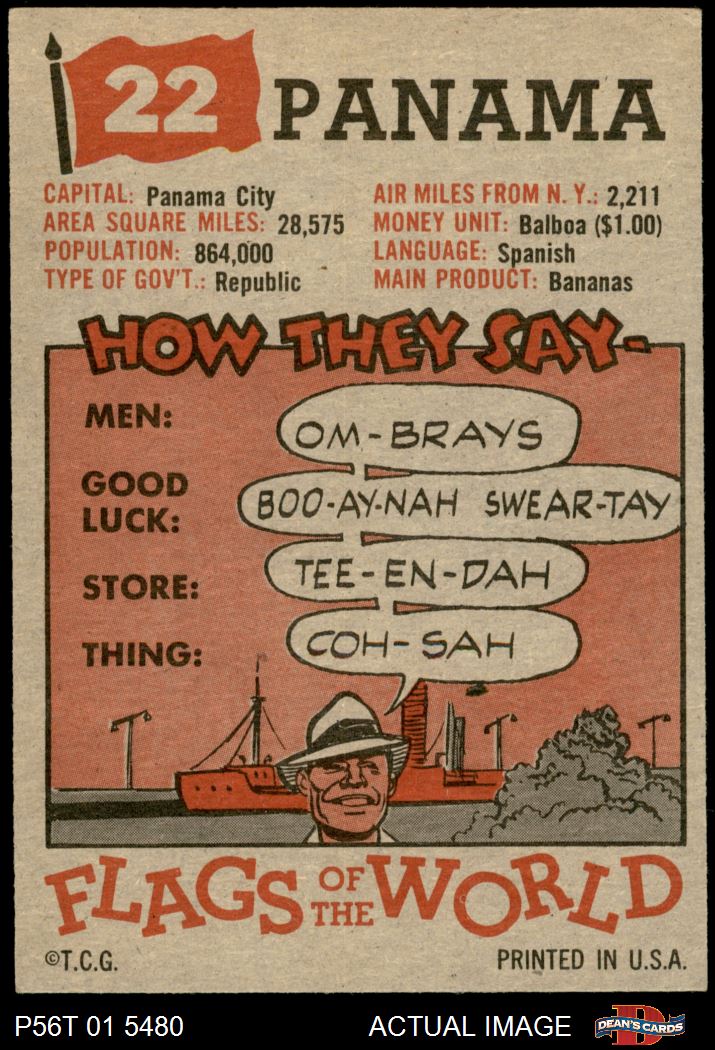 22 PANAMA
CAPITAL: Panama City
AREA SQUARE MILES: 28,575
POPULATION: 864,000
TYPE OF GOV'T.: Republic
AIR MILES FROM N. Y.: 2,211
MONEY UNIT: Balboa ($1.00)
LANGUAGE: Spanish
MAIN PRODUCT: Bananas
HOW THEY SAY-
MEN: OM-BRAYS
GOOD
LUCK: BOO-AY-NAH SWEAR-TAY
STORE: TEE-EN-DAH
THING: COH-SAH
FLAGS OF THE WORLD
©T.C.G. PRINTED IN U.S.A.
P56T 01 5480 ACTUAL IMAGE DEAN'S CARDS